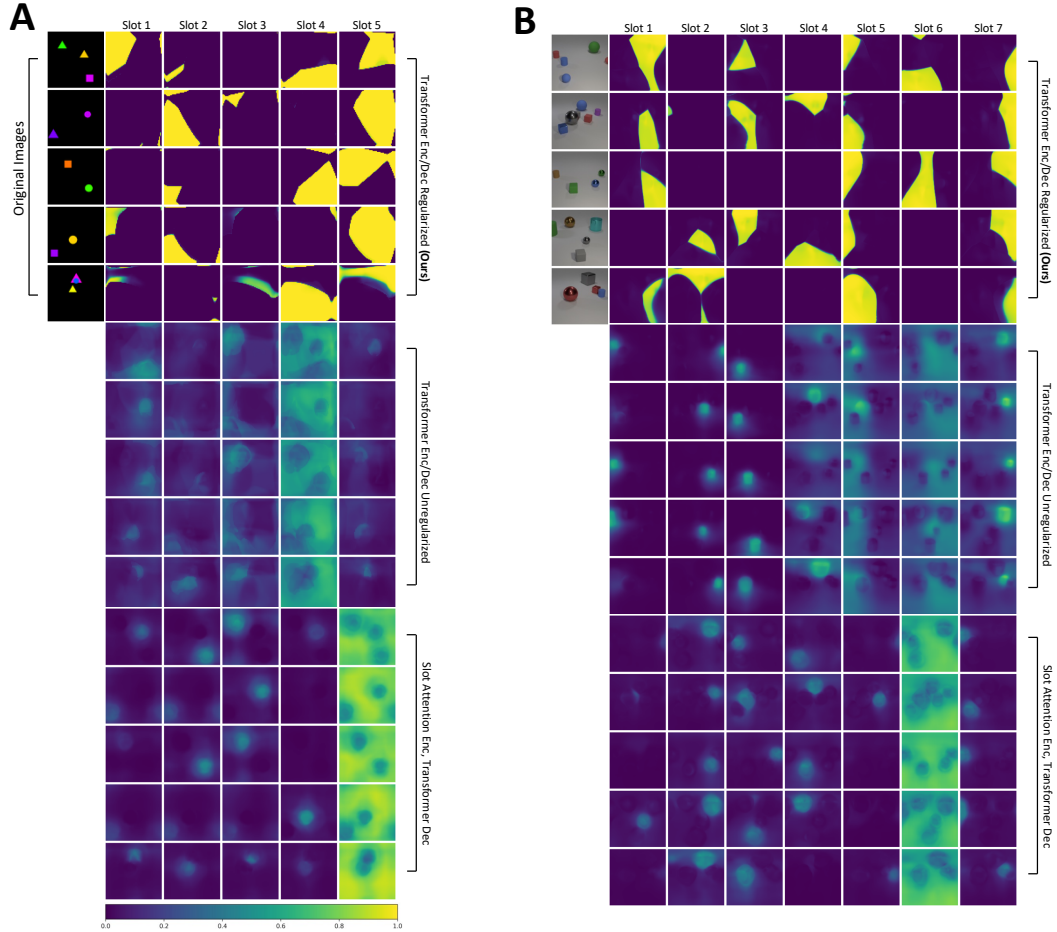 A
Slot 1 Slot 2 Slot 3 Slot 4 Slot 5
Original Images
Transformer Enc/Dec Regularized (Ours)
Transformer Enc/Dec Unregularized
Slot Attention Enc, Transformer Dec
0.0 0.2 0.4 0.6 0.8 1.0
B
Slot 1 Slot 2 Slot 3 Slot 4 Slot 5 Slot 6 Slot 7
Transformer Enc/Dec Regularized (Ours)
Transformer Enc/Dec Unregularized
Slot Attention Enc, Transformer Dec